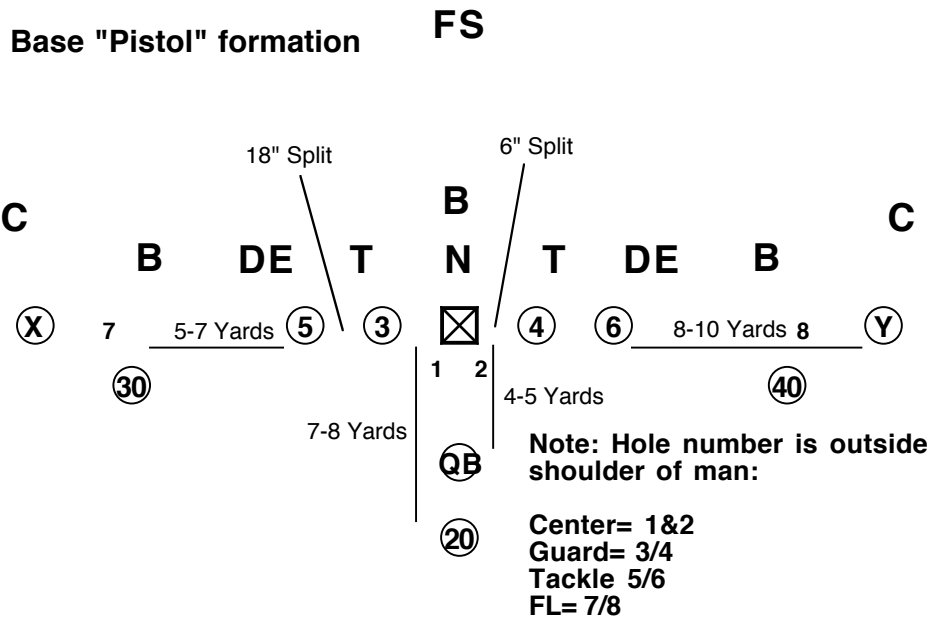 FS
Base "Pistol" formation
18" Split
6" Split
B
C
C
B DE T N T DE B
X 7 5-7 Yards 5 3 4 6 8-10 Yards 8 Y
1 2
30
40
4-5 Yards
7-8 Yards
QB
Note: Hole number is outside
shoulder of man:
20
Center= 1&2
Guard= 3/4
Tackle 5/6
FL= 7/8